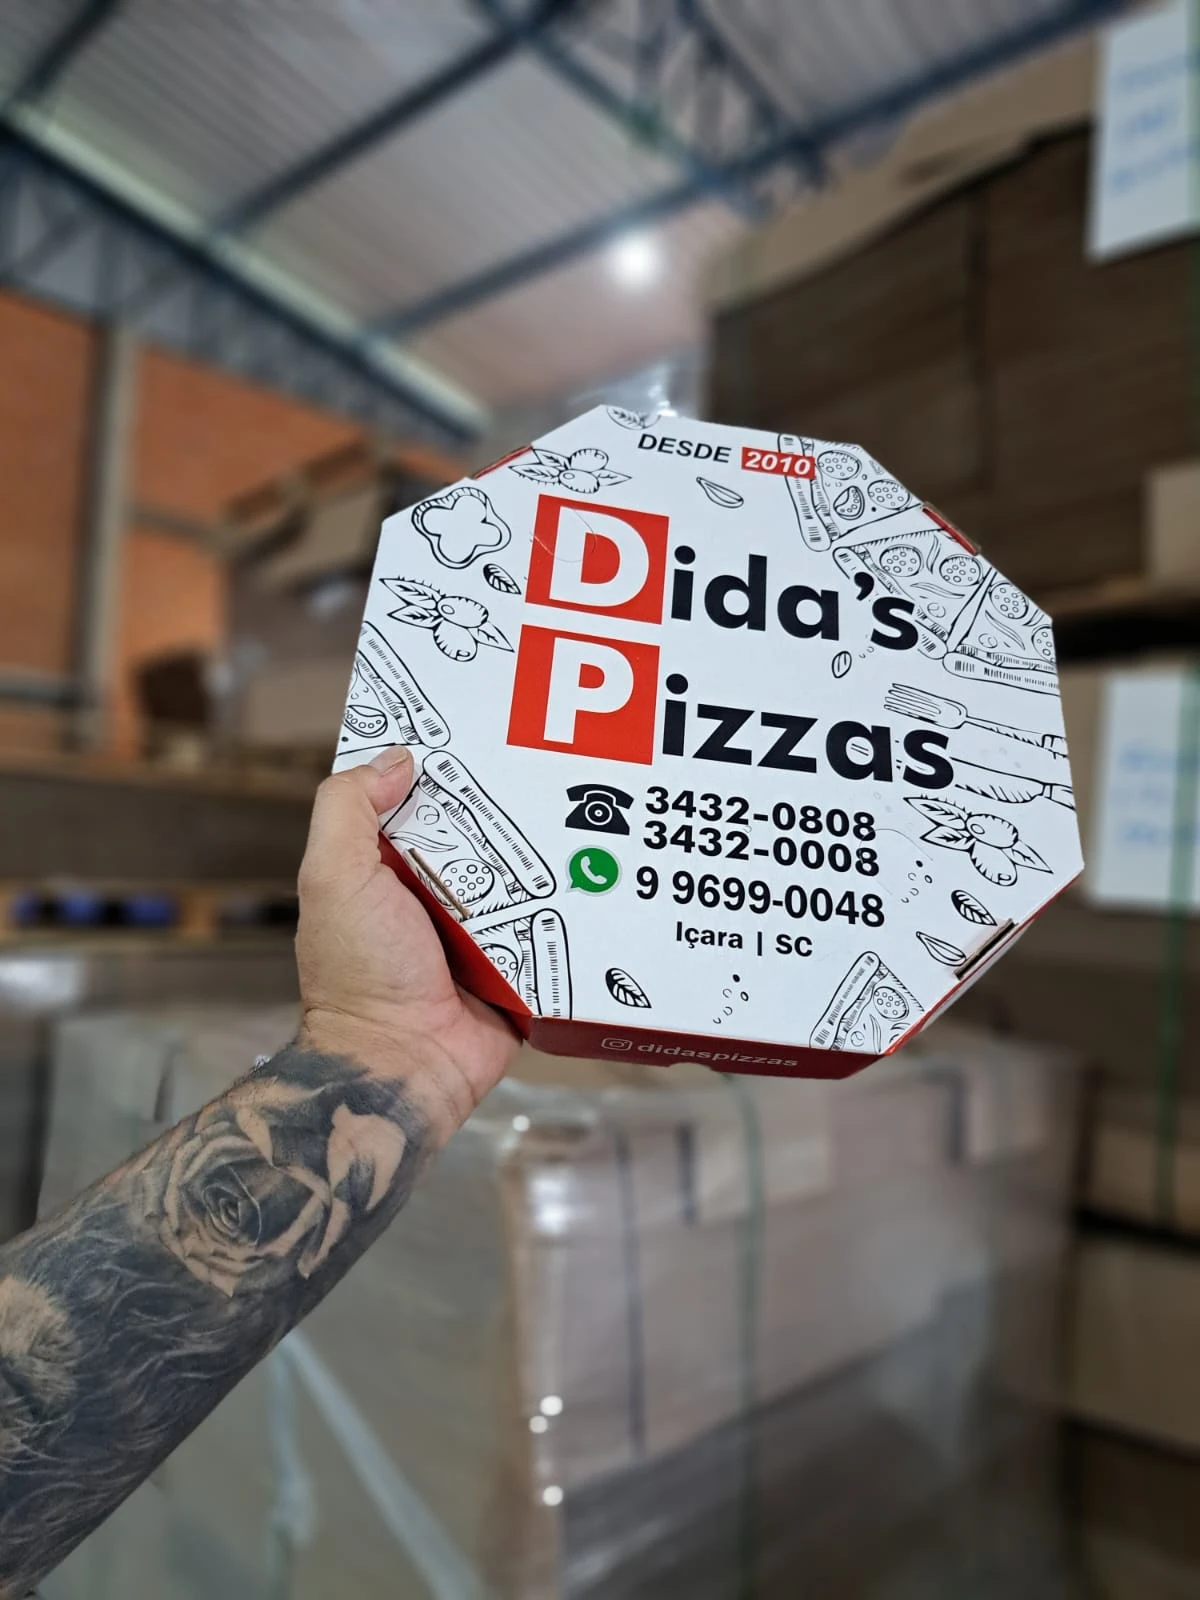 DESDE 2010
Dida's
Pizzas
3432-0808
3432-0008
9 9699-0048
Içara | SC
didaspizzas